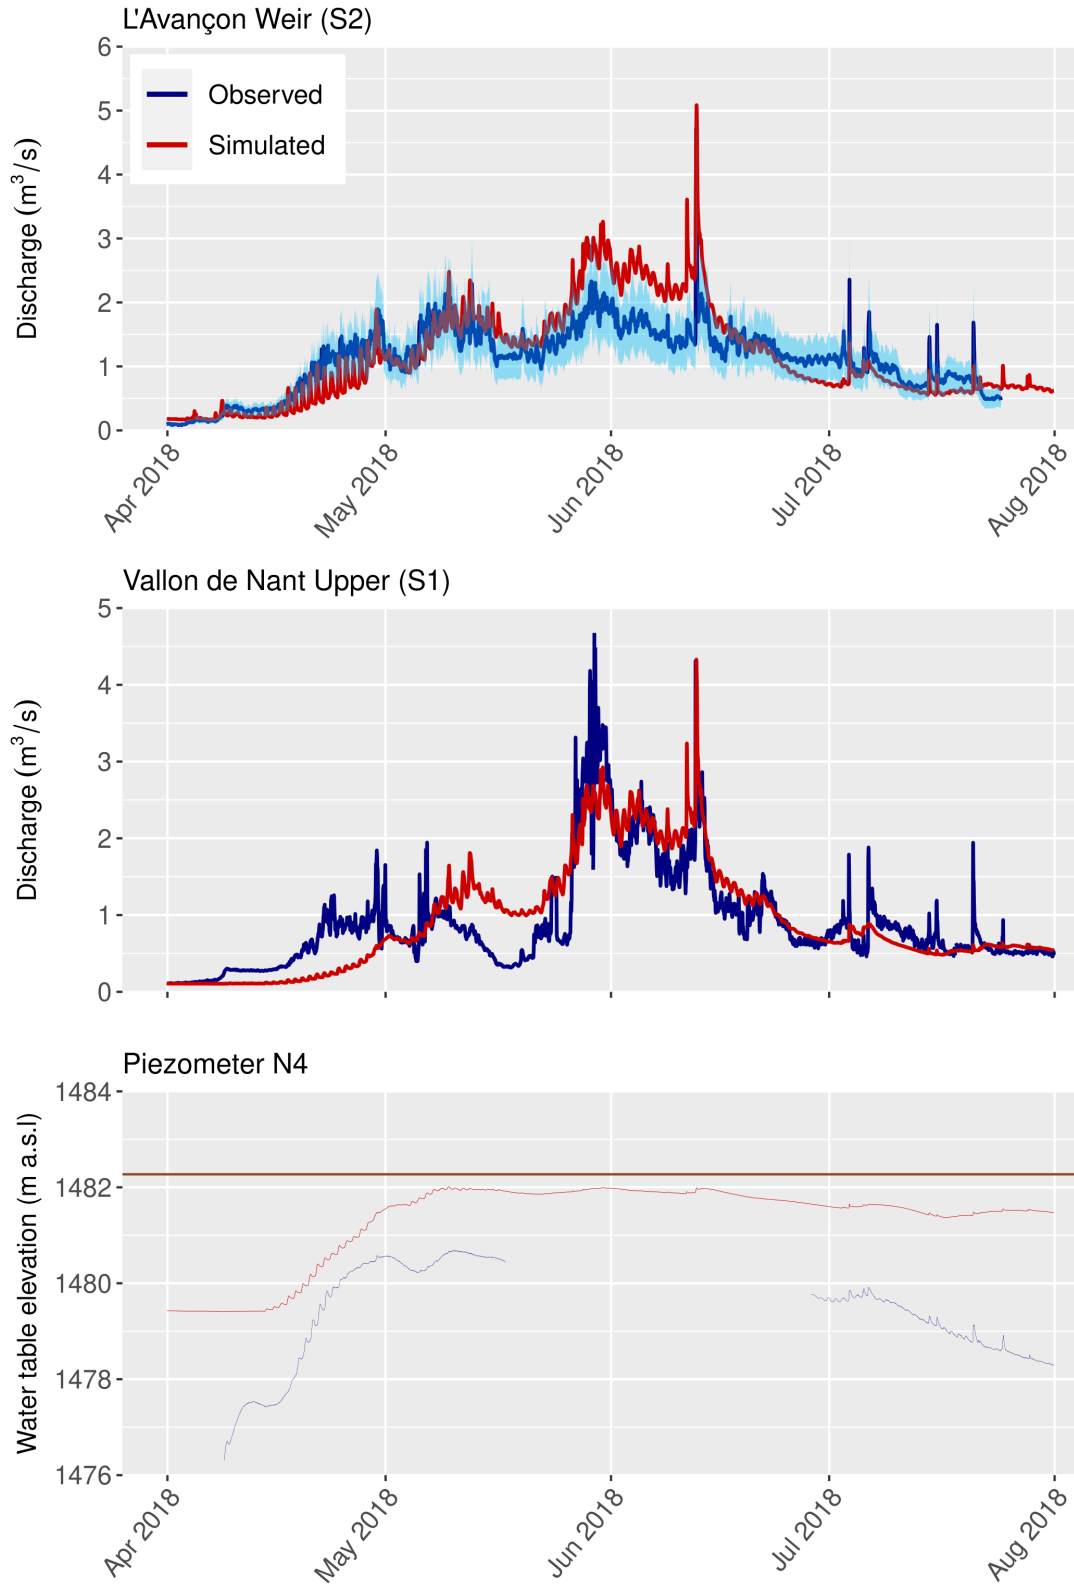 L'Avançon Weir (S2)
6
5
4
3
2
1
0
Discharge (m³/s)
Observed
Simulated
Apr 2018
May 2018
Jun 2018
Jul 2018
Aug 2018
Vallon de Nant Upper (S1)
5
4
3
2
1
0
Discharge (m³/s)
Piezometer N4
1484
1482
1480
1478
1476
Water table elevation (m a.s.l)
Apr 2018
May 2018
Jun 2018
Jul 2018
Aug 2018